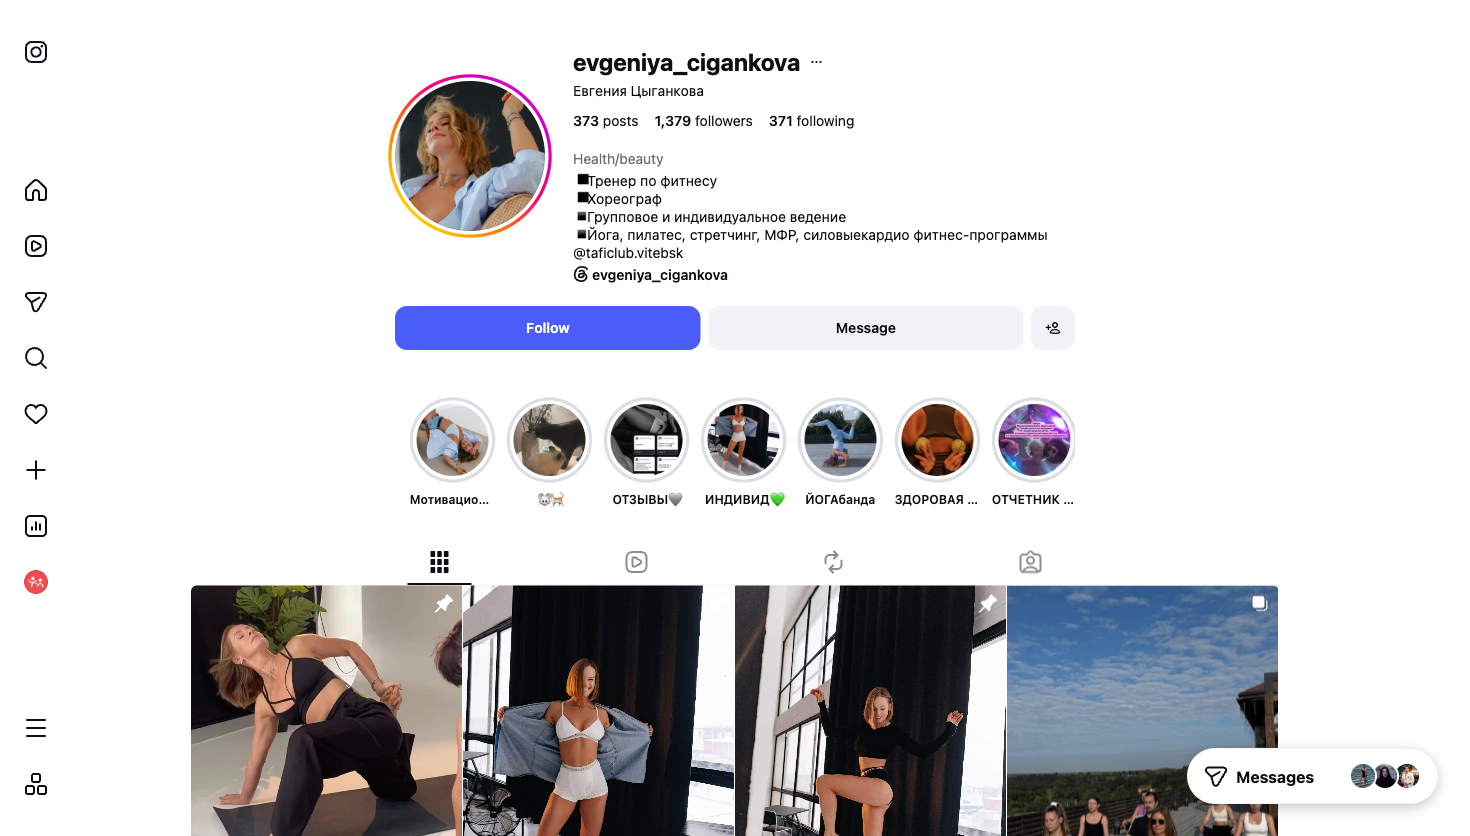 evgeniya_cigankova ...
Евгения Цыганкова
373 posts 1,379 followers 371 following
Health/beauty
◼️Тренер по фитнесу
◼️Хореограф
▪️Групповое и индивидуальное ведение
▪️Йога, пилатес, стретчинг, МФР, силовыекардио фитнес-программы
@taficlub.vitebsk
evgeniya_cigankova
Follow Message
Мотивацио... 🐭🐈 ОТЗЫВЫ🩶 ИНДИВИД💚 ЙОГАбанда ЗДОРОВАЯ ... ОТЧЕТНИК ...
Messages